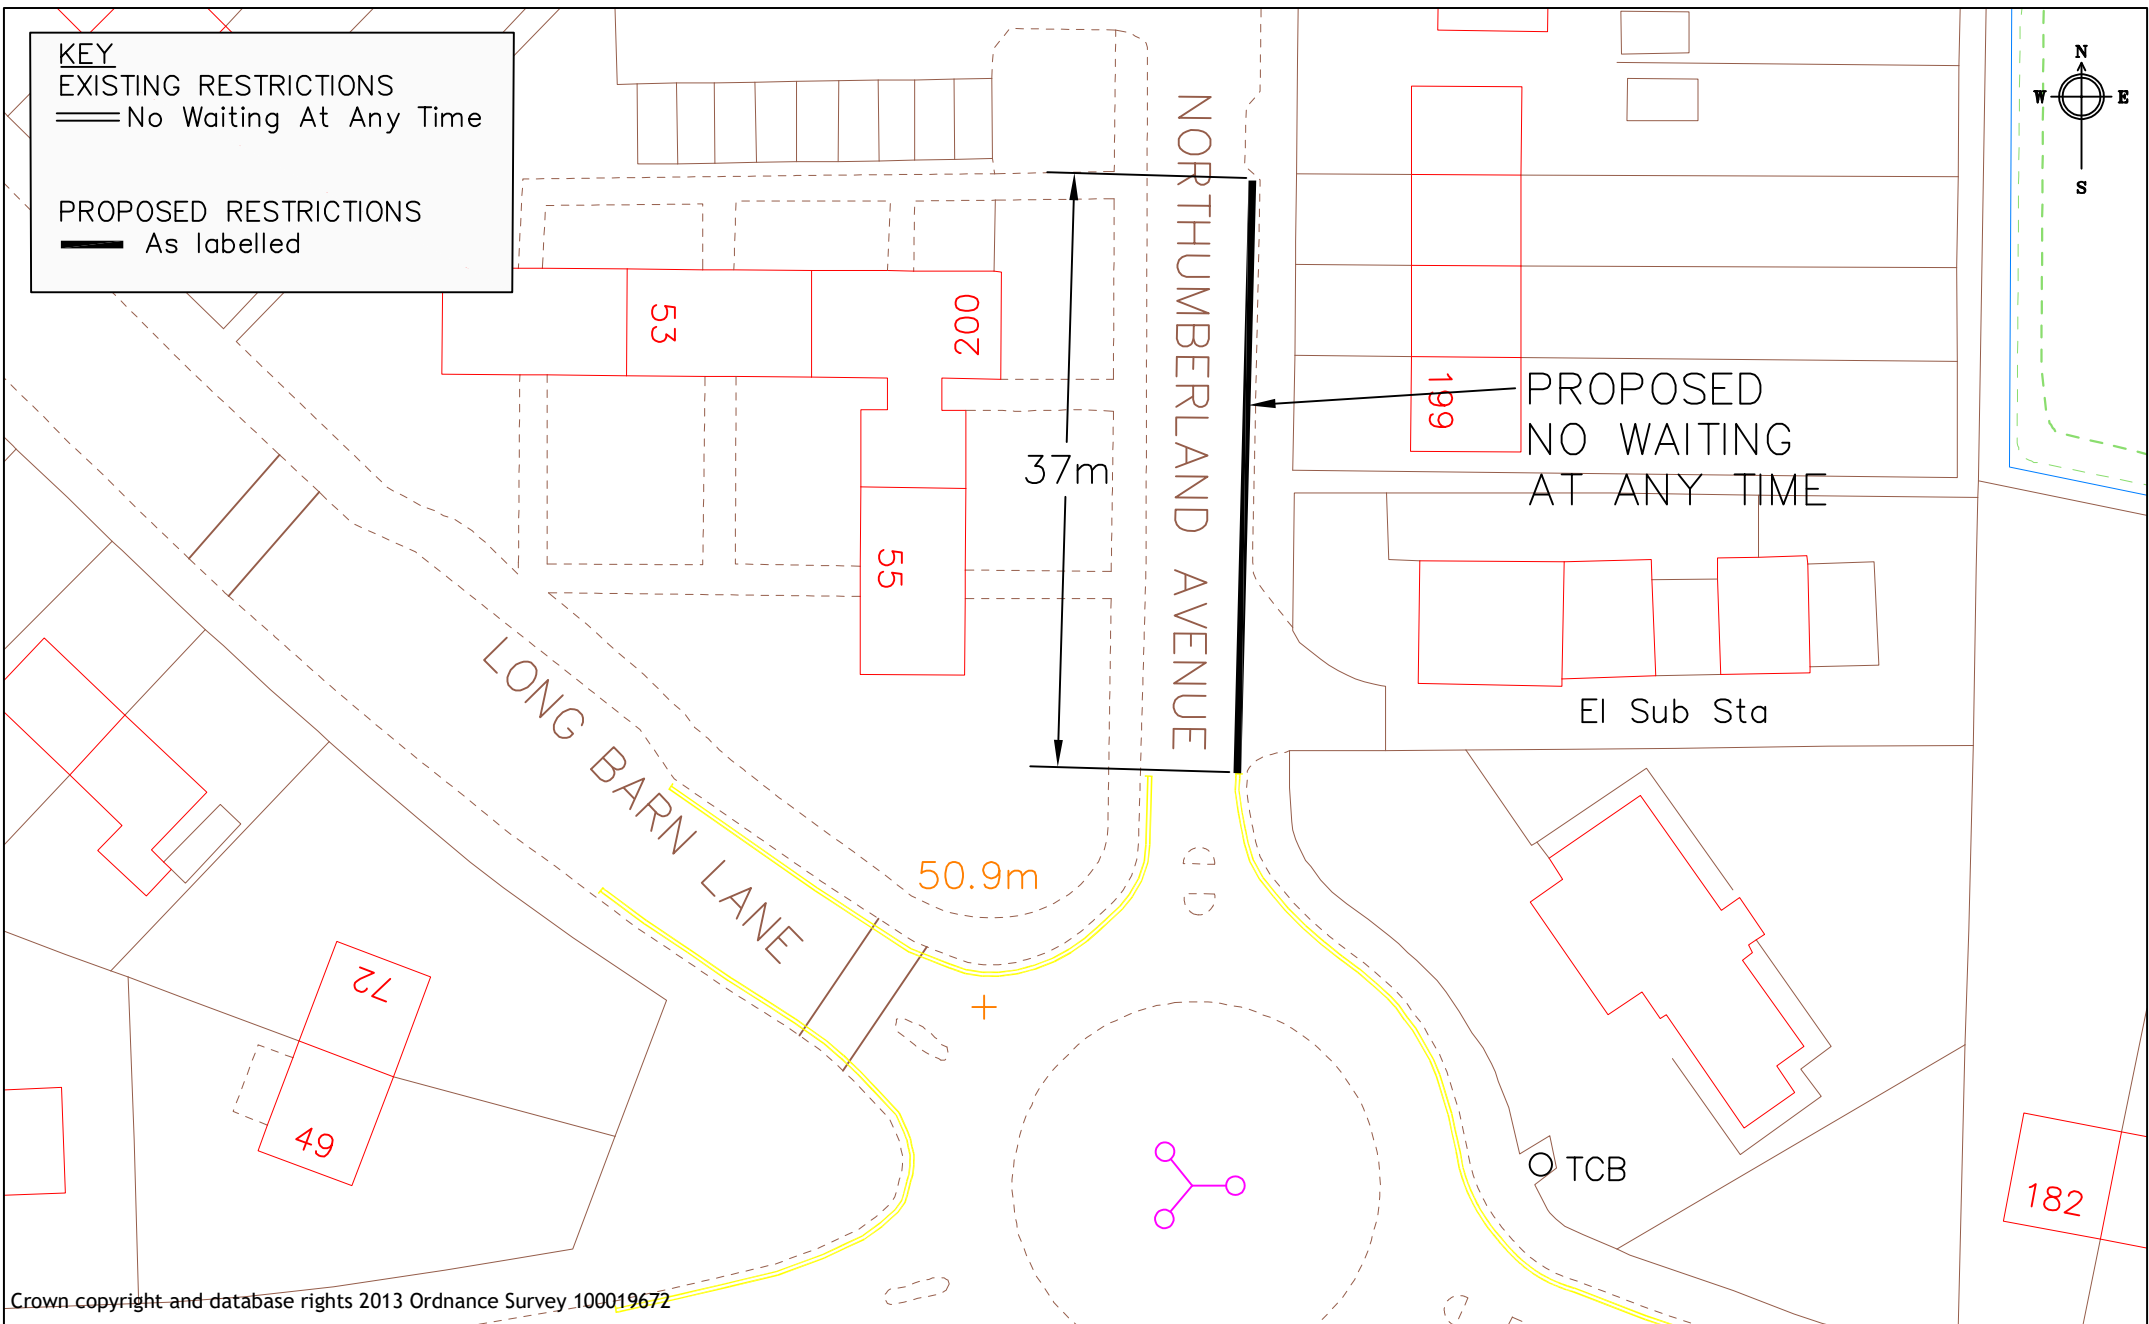 KEY
EXISTING RESTRICTIONS
No Waiting At Any Time
PROPOSED RESTRICTIONS
As labelled
N
W E
S
NORTHUMBERLAND AVENUE
53
200
199
PROPOSED
NO WAITING
AT ANY TIME
37m
55
LONG BARN LANE
El Sub Sta
50.9m
72
49
TCB
182
Crown copyright and database rights 2013 Ordnance Survey 100019672